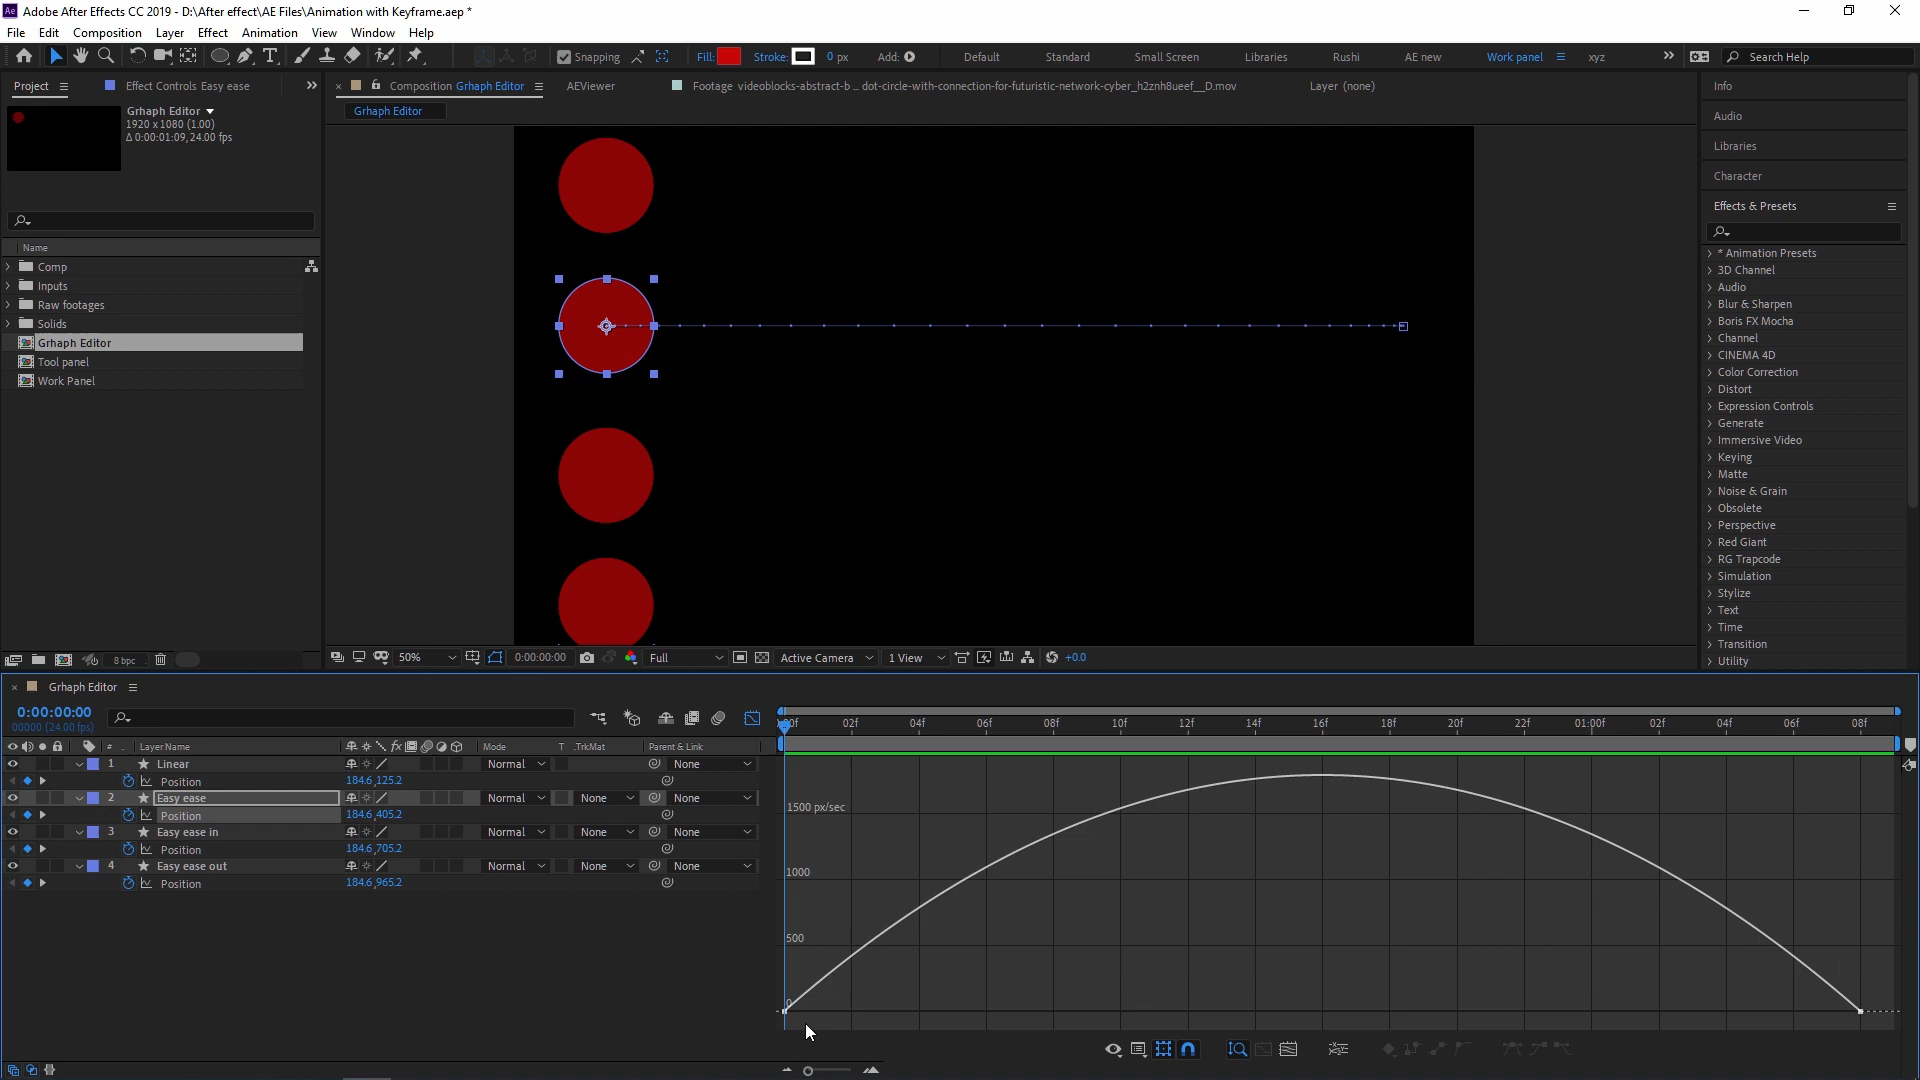 Ae Adobe After Effects CC 2019 - D:\After effect\AE Files\Animation with Keyframe.aep *
File Edit Composition Layer Effect Animation View Window Help
Snapping Fill: Stroke: 0 px Add: Default Standard Small Screen Libraries Rushi AE new Work panel xyz Search Help
Project Effect Controls Easy ease
Grhaph Editor
1920 x 1080 (1.00)
Δ 0:00:01:09, 24.00 fps
Name
Comp
Inputs
Raw footages
Solids
Grhaph Editor
Tool panel
Work Panel
8 bpc
Composition Grhaph Editor AEViewer Footage videoblocks-abstract-b ... dot-circle-with-connection-for-futuristic-network-cyber_h2znh8ueef__D.mov Layer (none)
Grhaph Editor
50% 0:00:00:00 Full Active Camera 1 View +0.0
Info
Audio
Libraries
Character
Effects & Presets
* Animation Presets
3D Channel
Audio
Blur & Sharpen
Boris FX Mocha
Channel
CINEMA 4D
Color Correction
Distort
Expression Controls
Generate
Immersive Video
Keying
Matte
Noise & Grain
Obsolete
Perspective
Red Giant
RG Trapcode
Simulation
Stylize
Text
Time
Transition
Utility
Grhaph Editor
0:00:00:00
00000 (24.00 fps)
# Layer Name Mode T .TrkMat Parent & Link
1 Linear Normal None
Position 184.6,125.2
2 Easy ease Normal None None
Position 184.6,405.2
3 Easy ease in Normal None None
Position 184.6,705.2
4 Easy ease out Normal None None
Position 184.6,965.2
02f 04f 06f 08f 10f 12f 14f 16f 18f 20f 22f 01:00f 02f 04f 06f 08f
1500 px/sec
1000
500
0